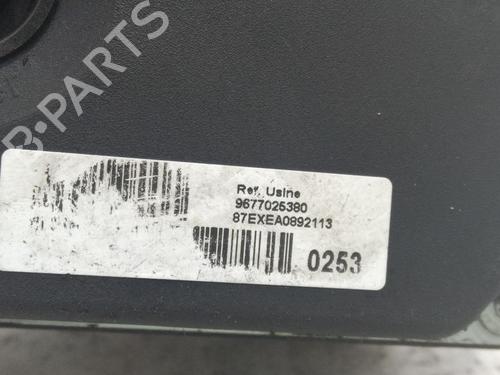 B-PARTS
Ref. Usine
9677025380
87EXEA0892113
0253